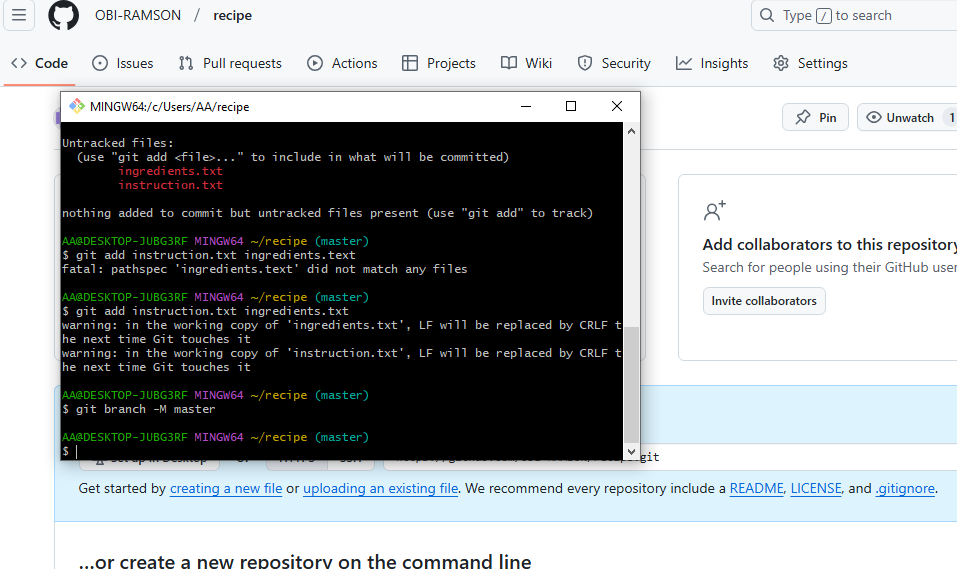 OBI-RAMSON / recipe
Type / to search
<> Code Issues Pull requests Actions Projects Wiki Security Insights Settings
MINGW64:/c/Users/AA/recipe
Pin
Unwatch 1
Untracked files:
(use "git add <file>..." to include in what will be committed)
ingredients.txt
instruction.txt
nothing added to commit but untracked files present (use "git add" to track)
AA@DESKTOP-JUBG3RF MINGW64 ~/recipe (master)
$ git add instruction.txt ingredients.text
fatal: pathspec 'ingredients.text' did not match any files
AA@DESKTOP-JUBG3RF MINGW64 ~/recipe (master)
$ git add instruction.txt ingredients.txt
warning: in the working copy of 'ingredients.txt', LF will be replaced by CRLF t
he next time Git touches it
warning: in the working copy of 'instruction.txt', LF will be replaced by CRLF t
he next time Git touches it
AA@DESKTOP-JUBG3RF MINGW64 ~/recipe (master)
$ git branch -M master
AA@DESKTOP-JUBG3RF MINGW64 ~/recipe (master)
$
Add collaborators to this repository
Search for people using their GitHub user
Invite collaborators
git
Get started by creating a new file or uploading an existing file. We recommend every repository include a README, LICENSE, and .gitignore.
...or create a new repository on the command line